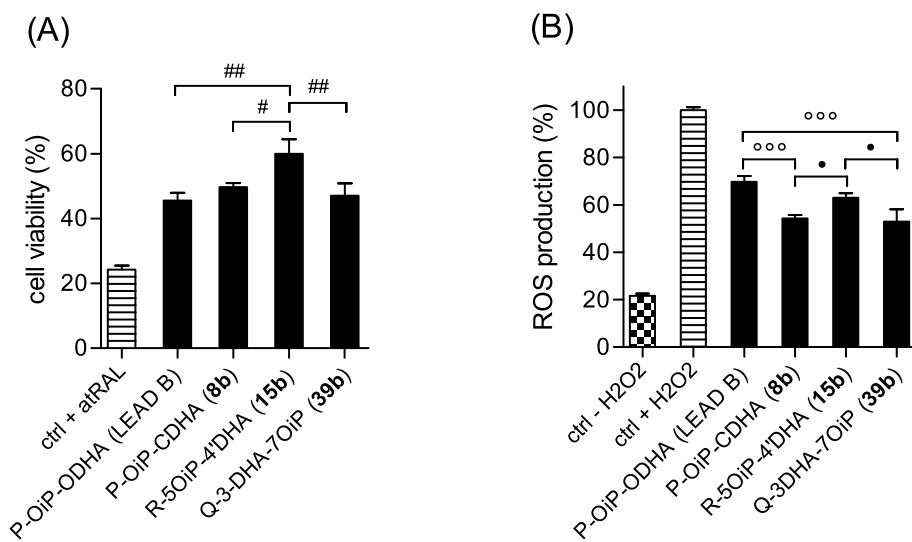 (A)
cell viability (%)
80
60
40
20
0
##
#
##
ctrl + atRAL
P-OiP-ODHA (LEAD B)
P-OiP-CDHA (8b)
R-5OiP-4'DHA (15b)
Q-3-DHA-7OiP (39b)
(B)
ROS production (%)
100
80
60
40
20
0
°°°
°°°
•
•
ctrl - H2O2
ctrl + H2O2
P-OiP-ODHA (LEAD B)
P-OiP-CDHA (8b)
R-5OiP-4'DHA (15b)
Q-3DHA-7OiP (39b)